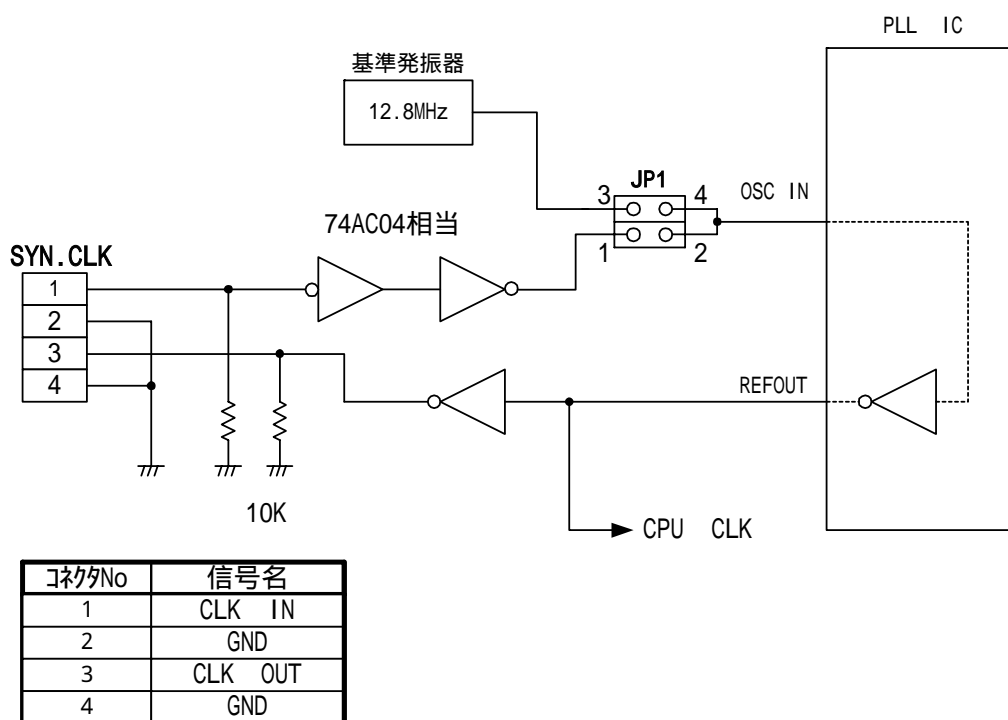 PLL IC
基準発振器
12.8MHz
JP1
3
4
OSC IN
1
2
74AC04相当
SYN.CLK
1
2
3
4
REFOUT
10K
CPU CLK
ｺﾈｸﾀNo 信号名
1 CLK IN
2 GND
3 CLK OUT
4 GND